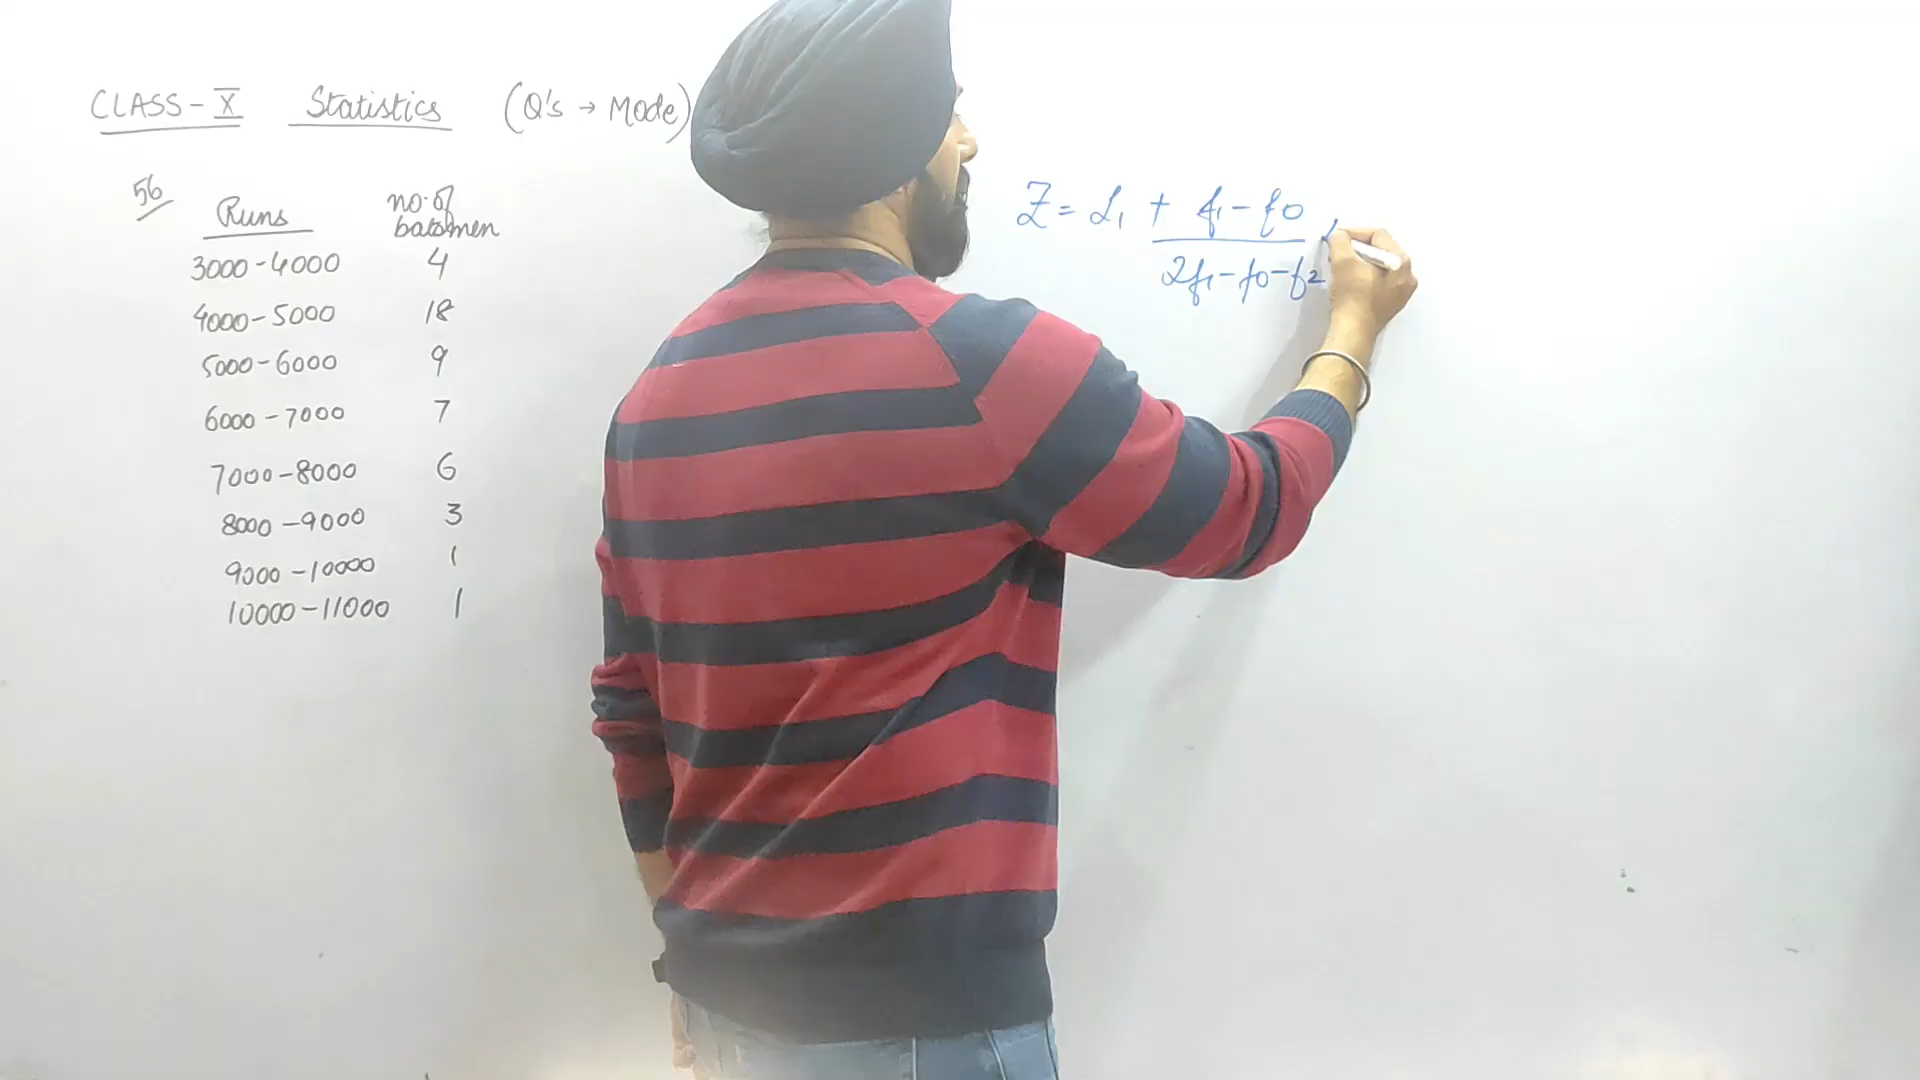 CLASS-X Statistics (Q's → Mode)
56
Runs no. of batsmen
3000-4000 4
4000-5000 18
5000-6000 9
6000-7000 7
7000-8000 6
8000-9000 3
9000-10000 1
10000-11000 1
Z = L₁ + f₁ - f0
2f₁ - f0 - f2